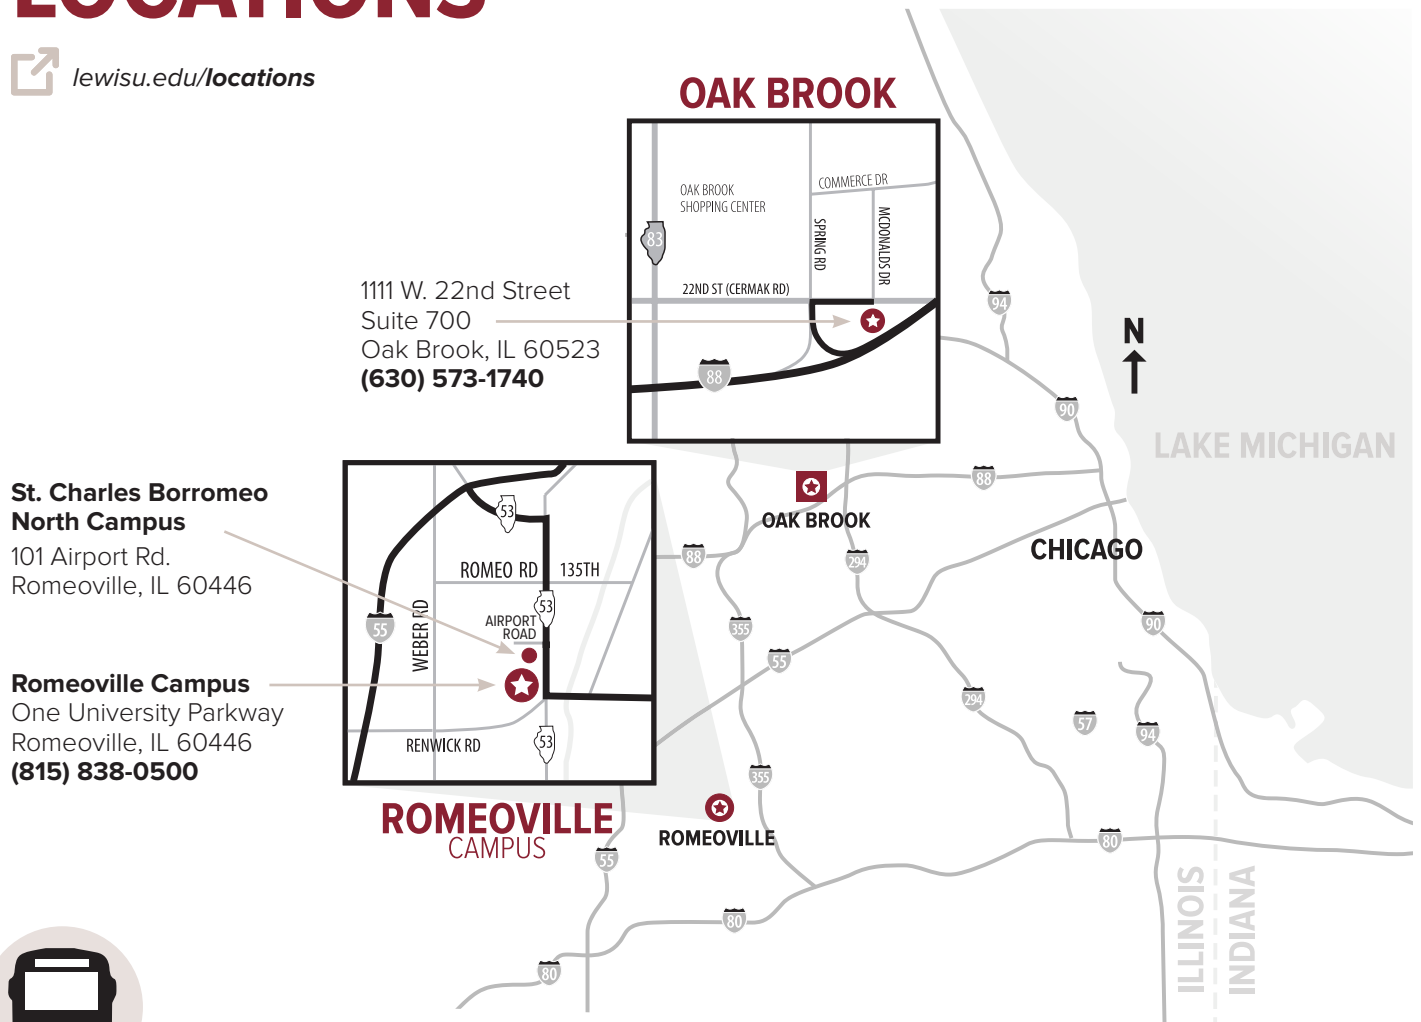 LOCATIONS
lewisu.edu/locations
OAK BROOK
OAK BROOK
SHOPPING CENTER
COMMERCE DR
83
SPRING RD
MCDONALDS DR
22ND ST (CERMAK RD)
88
1111 W. 22nd Street
Suite 700
Oak Brook, IL 60523
(630) 573-1740
94
N
90
LAKE MICHIGAN
88
OAK BROOK
CHICAGO
88
294
St. Charles Borromeo
North Campus
101 Airport Rd.
Romeoville, IL 60446
53
ROMEO RD
135TH
53
55
WEBER RD
AIRPORT
ROAD
355
55
90
Romeoville Campus
One University Parkway
Romeoville, IL 60446
(815) 838-0500
RENWICK RD
53
294
57
94
355
ROMEOVILLE
CAMPUS
ROMEOVILLE
55
80
80
80
ILLINOIS
INDIANA